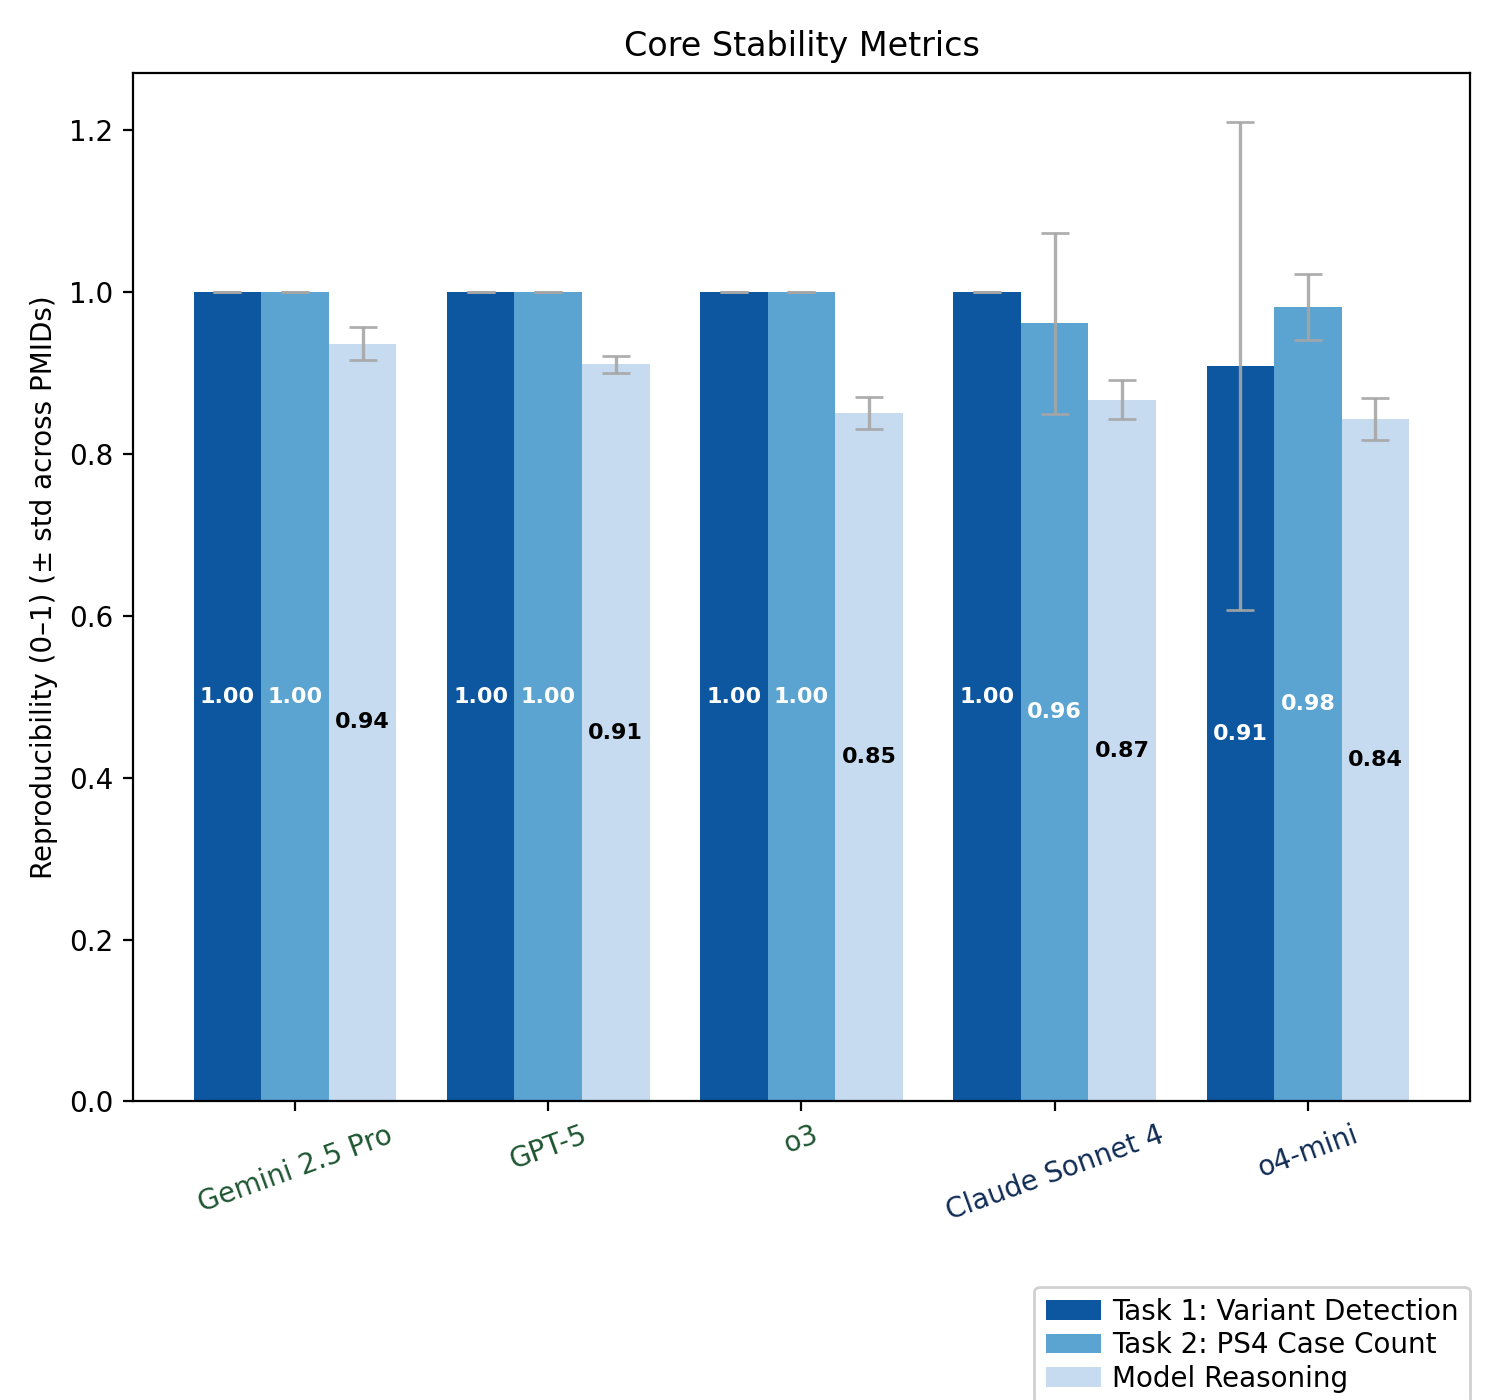 Core Stability Metrics
Reproducibility (0–1) (± std across PMIDs)
1.2
1.0
0.8
0.6
0.4
0.2
0.0
1.00 1.00 0.94
1.00 1.00 0.91
1.00 1.00 0.85
1.00 0.96 0.87
0.91 0.98 0.84
Gemini 2.5 Pro
GPT-5
o3
Claude Sonnet 4
o4-mini
Task 1: Variant Detection
Task 2: PS4 Case Count
Model Reasoning